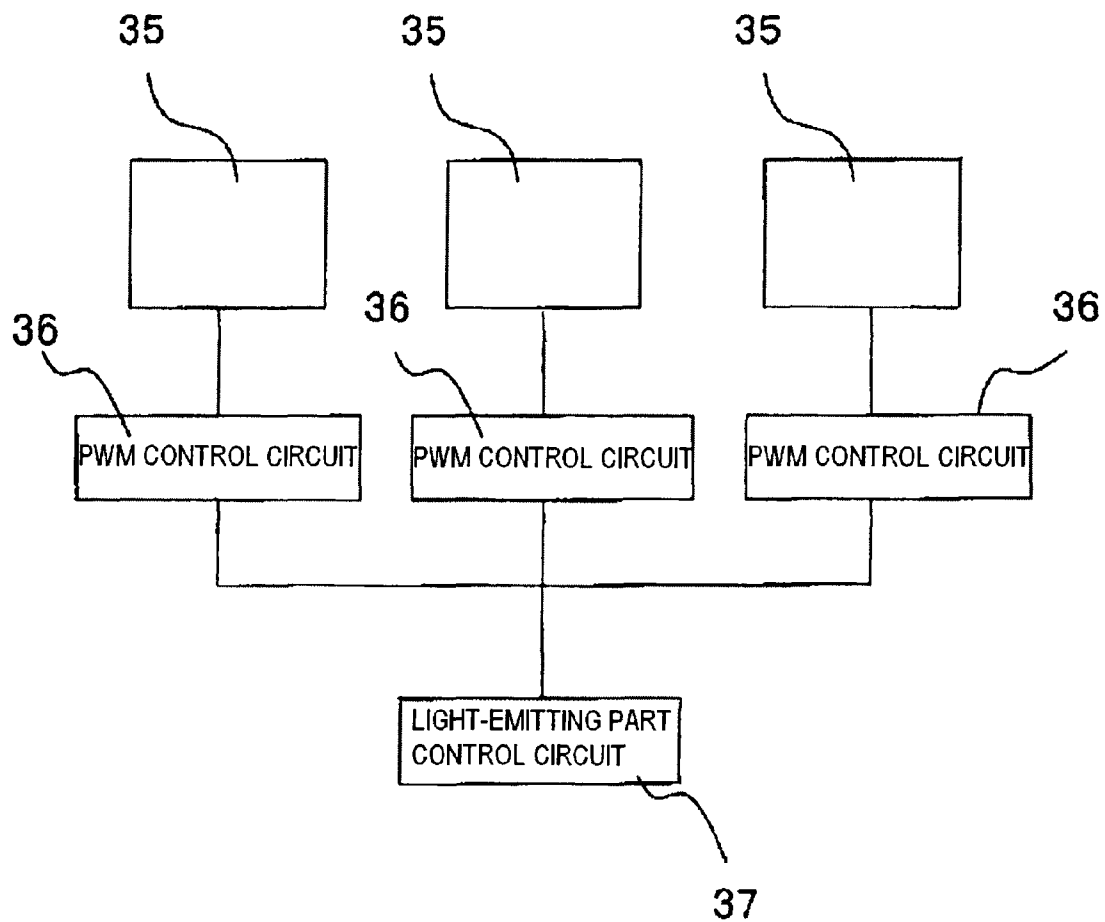 35 35 35
36 36 36
PWM CONTROL CIRCUIT PWM CONTROL CIRCUIT PWM CONTROL CIRCUIT
LIGHT-EMITTING PART
CONTROL CIRCUIT
37